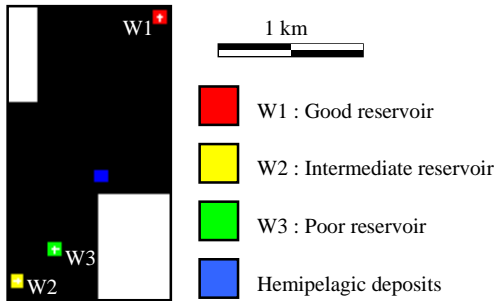 W1
1 km
W1 : Good reservoir
W2 : Intermediate reservoir
W3 : Poor reservoir
W3
Hemipelagic deposits
W2